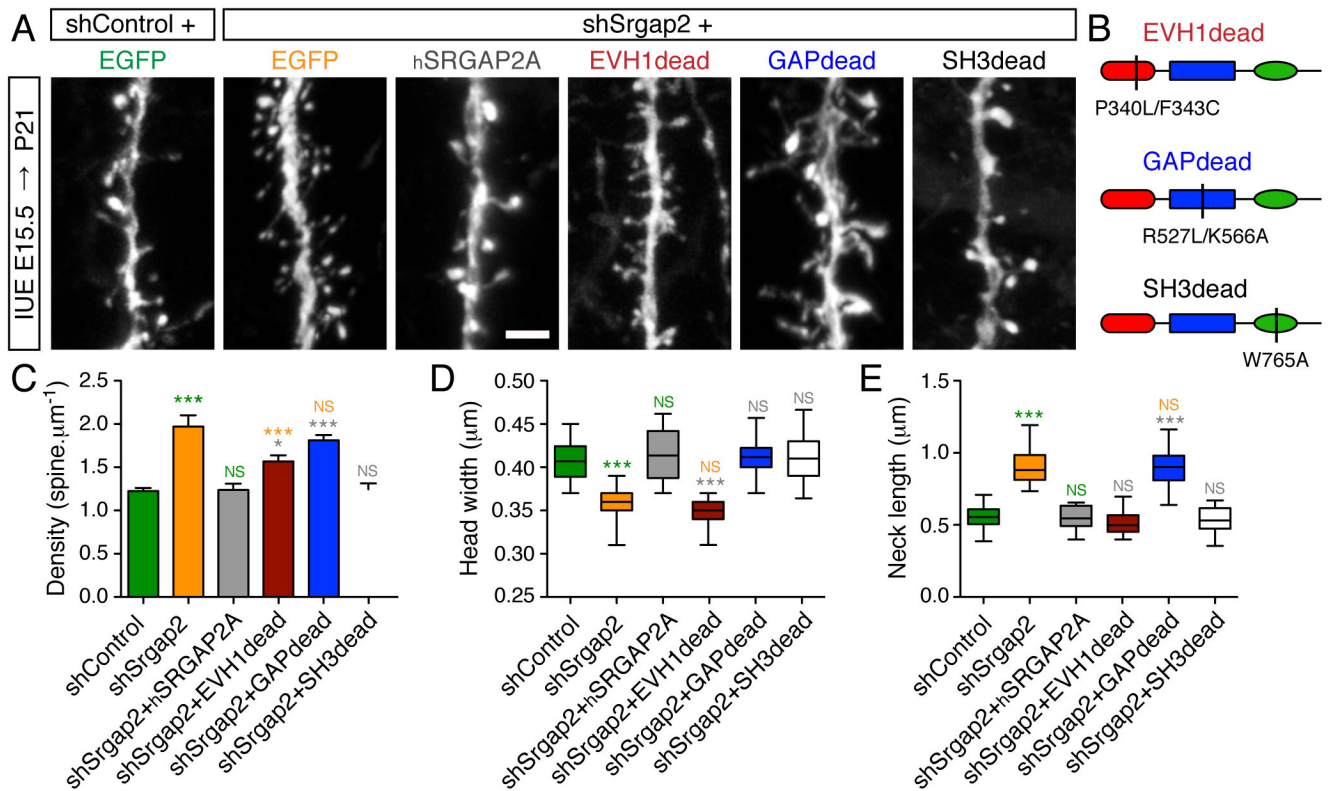 A
shControl +
shSrgap2 +
EGFP
EGFP
hSRGAP2A
EVH1dead
GAPdead
SH3dead
IUE E15.5 → P21
B
EVH1dead
P340L/F343C
GAPdead
R527L/K566A
SH3dead
W765A
C
Density (spine.μm⁻¹)
2.5
2.0
1.5
1.0
0.5
0.0
***
NS
***
*
NS
***
NS
shControl
shSrgap2
shSrgap2+hSRGAP2A
shSrgap2+EVH1dead
shSrgap2+GAPdead
shSrgap2+SH3dead
D
Head width (μm)
0.50
0.45
0.40
0.35
0.30
0.25
***
NS
NS
***
NS
NS
shControl
shSrgap2
shSrgap2+hSRGAP2A
shSrgap2+EVH1dead
shSrgap2+GAPdead
shSrgap2+SH3dead
E
Neck length (μm)
1.5
1.0
0.5
0.0
***
NS
NS
NS
***
NS
shControl
shSrgap2
shSrgap2+hSRGAP2A
shSrgap2+EVH1dead
shSrgap2+GAPdead
shSrgap2+SH3dead